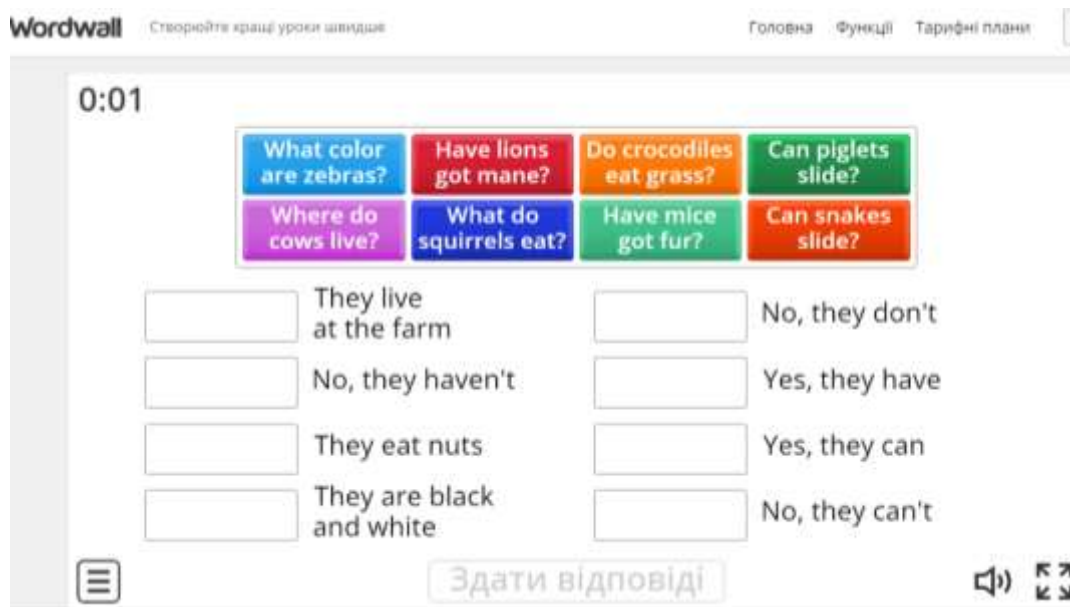 Wordwall Створюйте кращі уроки швидше Головна Функції Тарифні плани
0:01
What color
are zebras?
Have lions
got mane?
Do crocodiles
eat grass?
Can piglets
slide?
Where do
cows live?
What do
squirrels eat?
Have mice
got fur?
Can snakes
slide?
They live
at the farm
No, they don't
No, they haven't
Yes, they have
They eat nuts
Yes, they can
They are black
and white
No, they can't
Здати відповіді